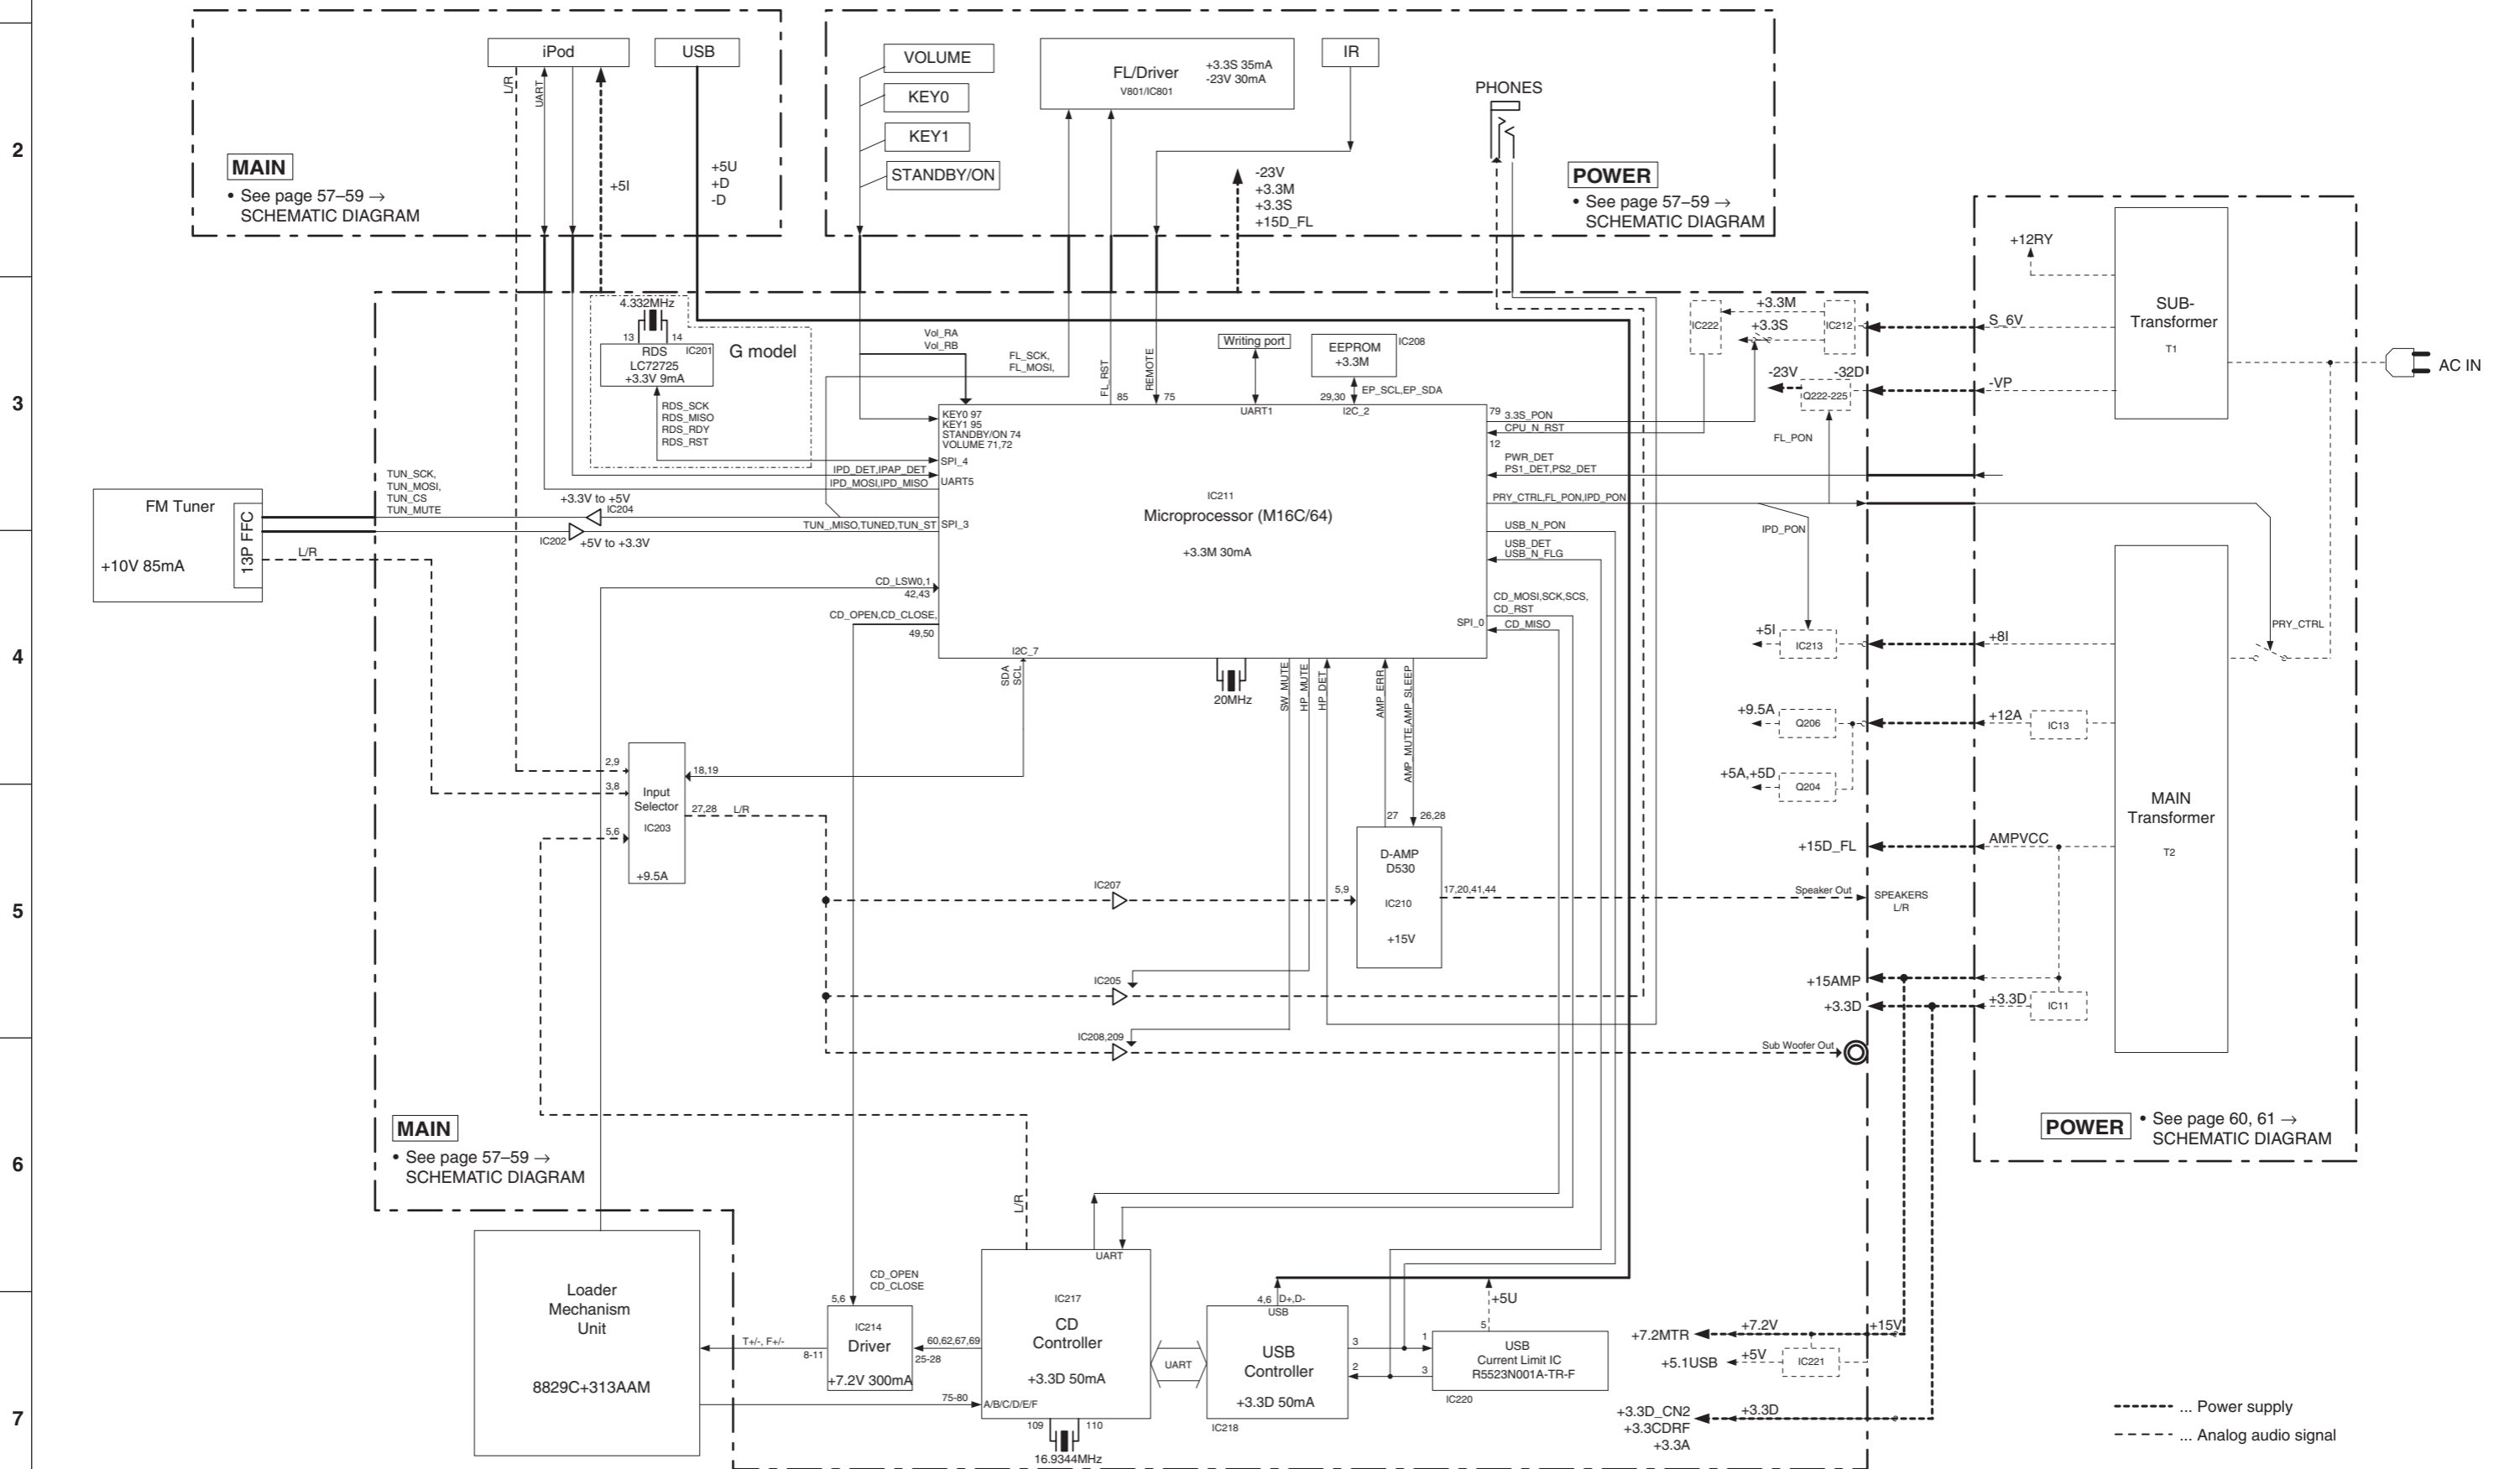 iPod
USB
L/R
UART
+5I
+5U
+D
-D
MAIN
• See page 57–59 →
SCHEMATIC DIAGRAM
VOLUME
KEY0
KEY1
STANDBY/ON
FL/Driver
V801/IC801
+3.3S 35mA
-23V 30mA
IR
PHONES
-23V
+3.3M
+3.3S
+15D_FL
POWER
• See page 57–59 →
SCHEMATIC DIAGRAM
2
3
4
5
6
7
4.332MHz
13
14
RDS
IC201
LC72725
+3.3V 9mA
G model
RDS_SCK
RDS_MISO
RDS_RDY
RDS_RST
Vol_RA
Vol_RB
FL_SCK,
FL_MOSI,
FL_RST
85
REMOTE
75
Writing port
UART1
EEPROM
+3.3M
IC208
29,30
EP_SCL,EP_SDA
I2C_2
IC222
+3.3M
+3.3S
IC212
S_6V
-23V
-32D
Q222-225
-VP
FL_PON
+12RY
SUB-
Transformer
T1
AC IN
KEY0 97
KEY1 95
STANDBY/ON 74
VOLUME 71,72
SPI_4
IPD_DET,IPAP_DET
IPD_MOSI,IPD_MISO
UART5
79
3.3S_PON
CPU_N_RST
12
PWR_DET
PS1_DET,PS2_DET
PRY_CTRL,FL_PON,IPD_PON
IPD_PON
IC211
Microprocessor (M16C/64)
+3.3M 30mA
FM Tuner
+10V 85mA
13P FFC
TUN_SCK,
TUN_MOSI,
TUN_CS
TUN_MUTE
+3.3V to +5V
IC204
TUN_,MISO,TUNED,TUN_ST
SPI_3
IC202
+5V to +3.3V
L/R
USB_N_PON
USB_DET
USB_N_FLG
CD_LSW0,1
42,43
CD_OPEN,CD_CLOSE,
49,50
CD_MOSI,SCK,SCS,
CD_RST
SPI_0
CD_MISO
I2C_7
SDA
SCL
20MHz
SW_MUTE
HP_MUTE
HP_DET
AMP_ERR
AMP_MUTE,AMP_SLEEP
+5I
IC213
+8I
PRY_CTRL
+9.5A
Q206
+12A
IC13
+5A,+5D
Q204
MAIN
Transformer
T2
+15D_FL
AMPVCC
2,9
3,8
5,6
Input
Selector
IC203
+9.5A
18,19
27,28
L/R
27
26,28
D-AMP
D530
IC210
+15V
IC207
5,9
17,20,41,44
Speaker Out
SPEAKERS
L/R
IC205
+15AMP
+3.3D
+3.3D
IC11
IC208,209
Sub Woofer Out
MAIN
• See page 57–59 →
SCHEMATIC DIAGRAM
POWER
• See page 60, 61 →
SCHEMATIC DIAGRAM
L/R
Loader
Mechanism
Unit
8829C+313AAM
CD_OPEN
CD_CLOSE
5,6
IC214
Driver
+7.2V 300mA
T+/-, F+/-
8-11
60,62,67,69
25-28
75-80
A/B/C/D/E/F
UART
IC217
CD
Controller
+3.3D 50mA
109
110
16.9344MHz
UART
4,6
D+,D-
USB
USB
Controller
+3.3D 50mA
IC218
3
1
2
3
5
+5U
USB
Current Limit IC
R5523N001A-TR-F
IC220
+7.2MTR
+7.2V
+15V
+5.1USB
+5V
IC221
+3.3D_CN2
+3.3CDRF
+3.3A
+3.3D
... Power supply
... Analog audio signal